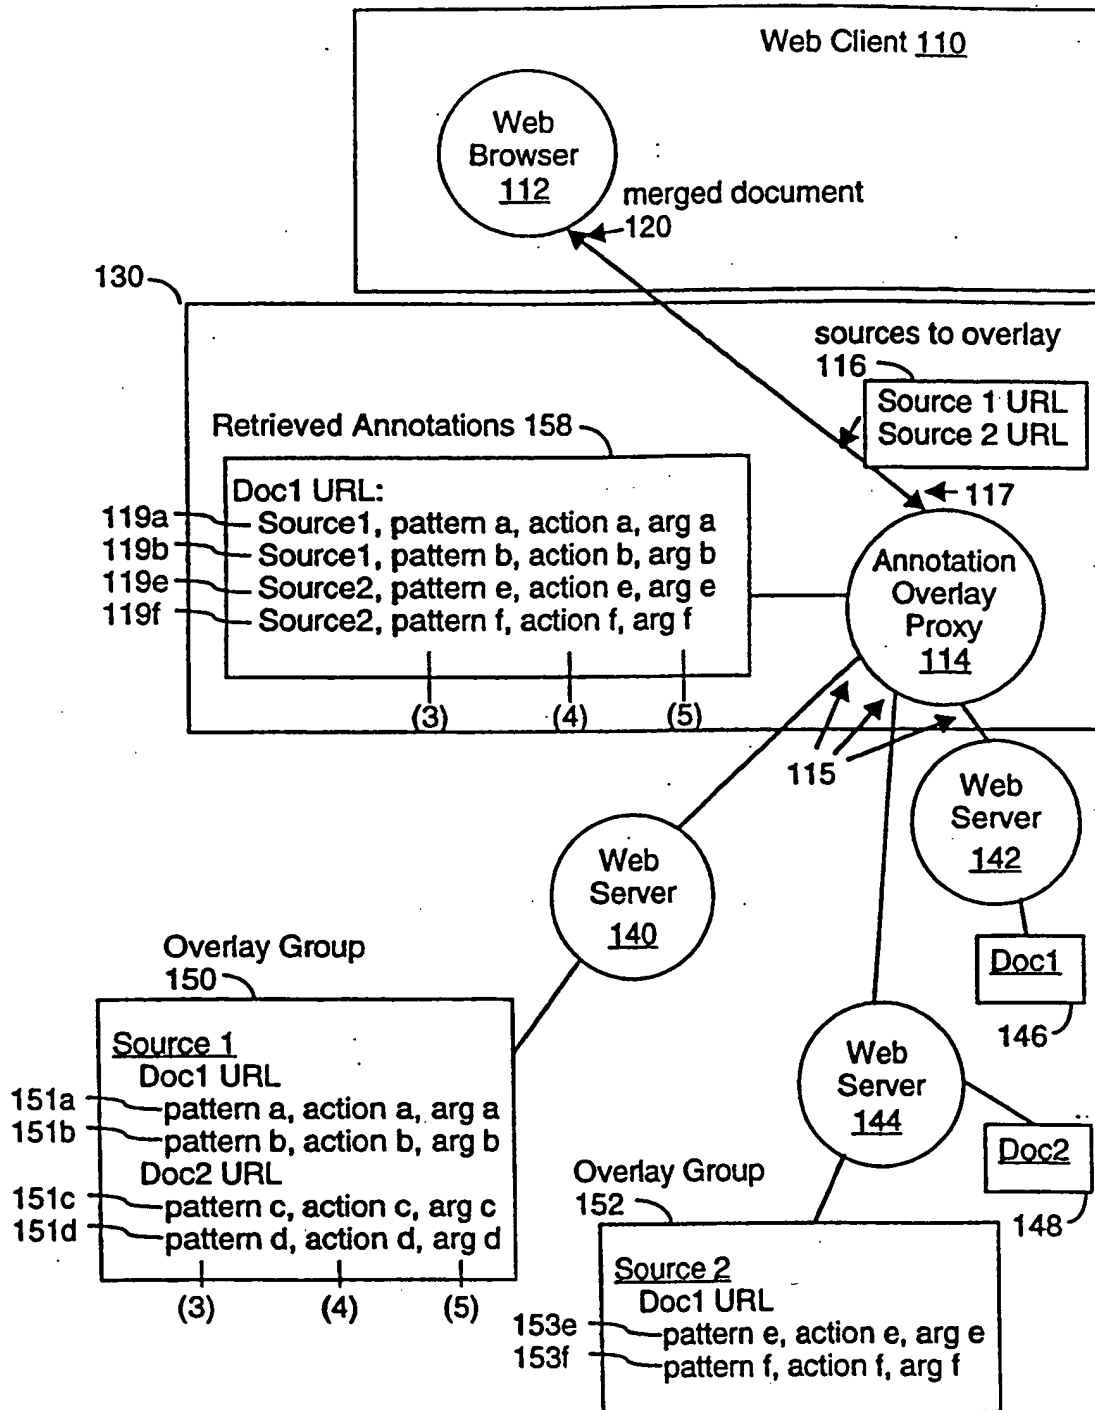 Web Client 110
Web
Browser
112
merged document
120
130
sources to overlay
116
Source 1 URL
Source 2 URL
117
Retrieved Annotations 158
Doc1 URL:
119a
Source1, pattern a, action a, arg a
119b
Source1, pattern b, action b, arg b
119e
Source2, pattern e, action e, arg e
119f
Source2, pattern f, action f, arg f
(3)
(4)
(5)
Annotation
Overlay
Proxy
114
115
Web
Server
142
Web
Server
140
Doc1
146
Overlay Group
150
Source 1
Doc1 URL
151a
pattern a, action a, arg a
151b
pattern b, action b, arg b
Doc2 URL
151c
pattern c, action c, arg c
151d
pattern d, action d, arg d
(3)
(4)
(5)
Web
Server
144
Doc2
148
Overlay Group
152
Source 2
Doc1 URL
153e
pattern e, action e, arg e
153f
pattern f, action f, arg f